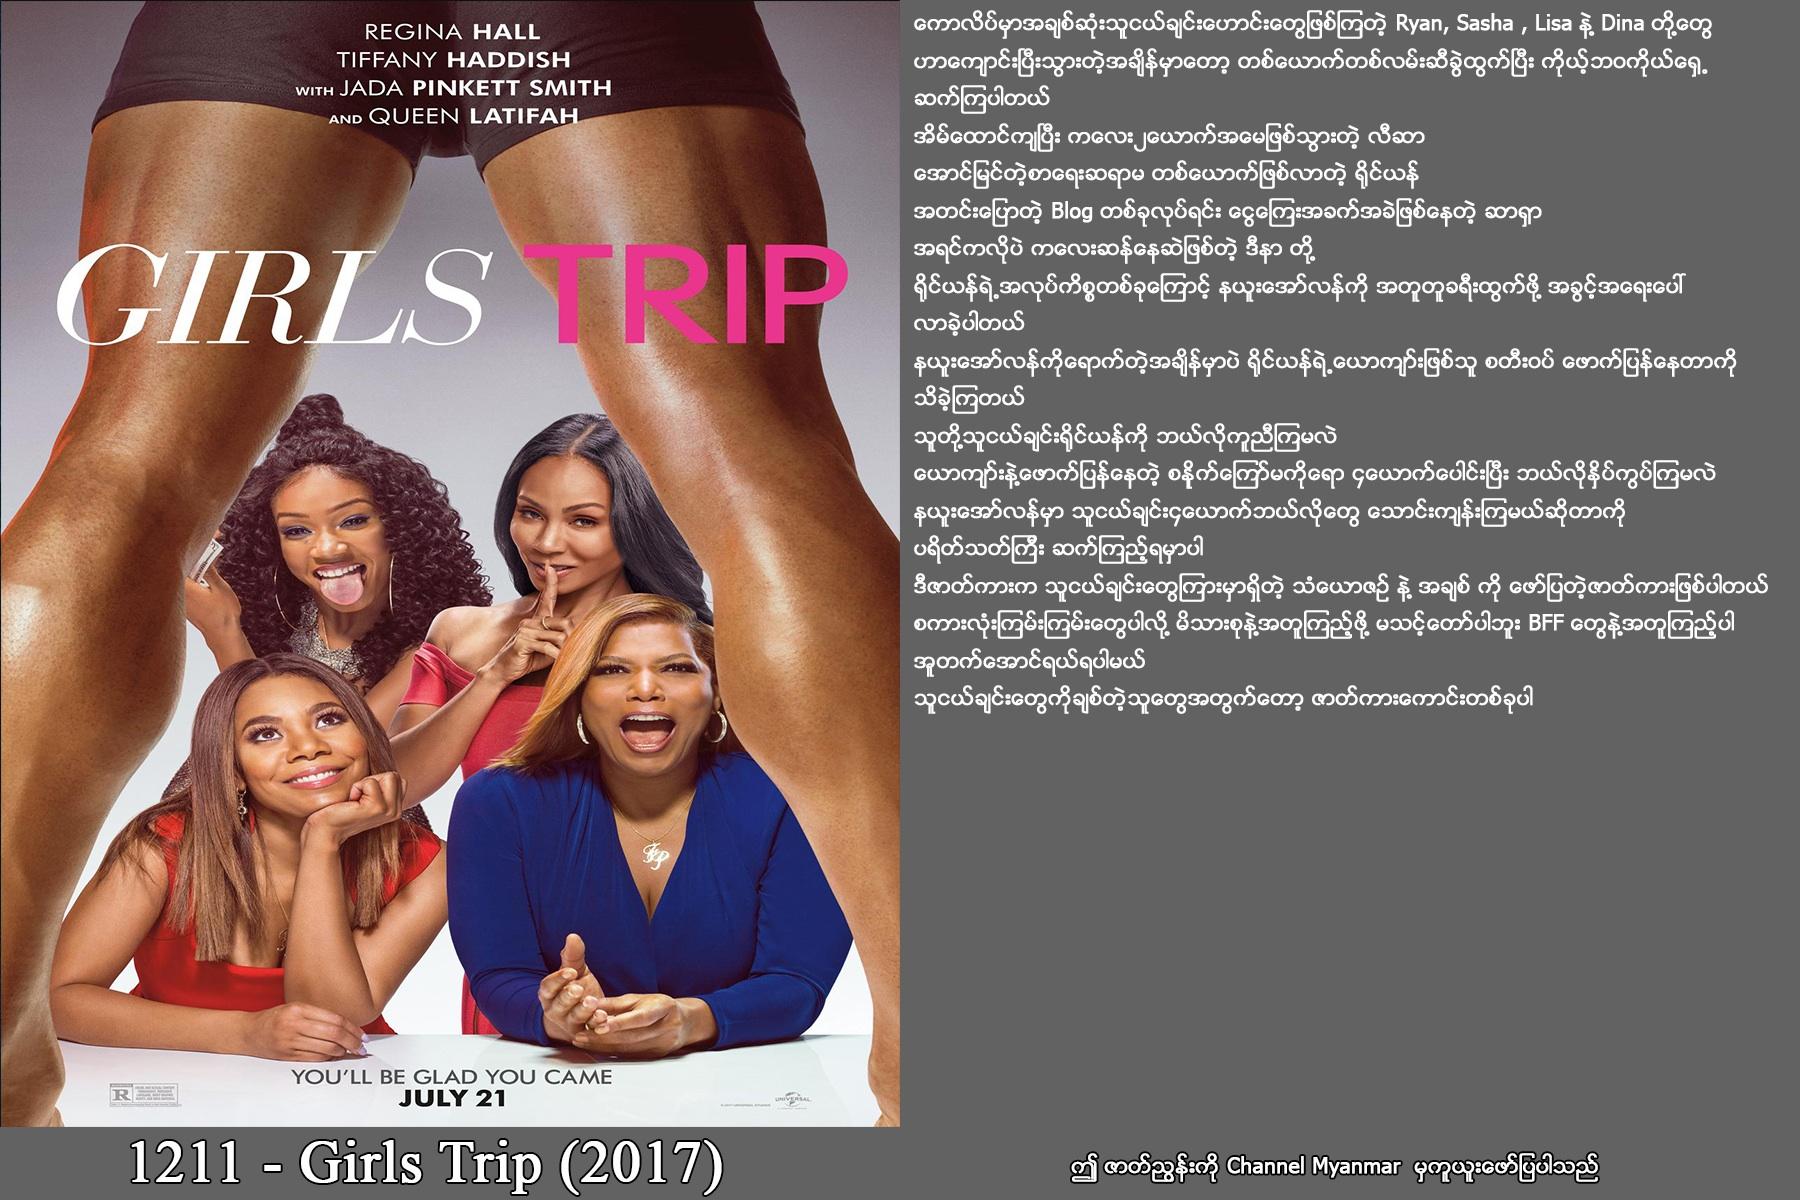 REGINA HALL
TIFFANY HADDISH
WITH JADA PINKETT SMITH
AND QUEEN LATIFAH
GIRLS TRIP
YOU'LL BE GLAD YOU CAME
JULY 21
R
UNIVERSAL
1211 - Girls Trip (2017)
ကောလိပ်မှာအချစ်ဆုံးသူငယ်ချင်းဟောင်းတွေဖြစ်ကြတဲ့ Ryan, Sasha , Lisa နဲ့ Dina တို့တွေ
ဟာကျောင်းပြီးသွားတဲ့အချိန်မှာတော့ တစ်ယောက်တစ်လမ်းဆီခွဲထွက်ပြီး ကိုယ့်ဘဝကိုယ်ရှေ့
ဆက်ကြပါတယ်
အိမ်ထောင်ကျပြီး ကလေး၂ယောက်အမေဖြစ်သွားတဲ့ လီဆာ
အောင်မြင်တဲ့စာရေးဆရာမ တစ်ယောက်ဖြစ်လာတဲ့ ရိုင်ယန်
အတင်းပြောတဲ့ Blog တစ်ခုလုပ်ရင်း ငွေကြေးအခက်အခဲဖြစ်နေတဲ့ ဆာရှာ
အရင်ကလိုပဲ ကလေးဆန်နေဆဲဖြစ်တဲ့ ဒီနာ တို့
ရိုင်ယန်ရဲ့အလုပ်ကိစ္စတစ်ခုကြောင့် နယူးအော်လန်ကို အတူတူခရီးထွက်ဖို့ အခွင့်အရေးပေါ်
လာခဲ့ပါတယ်
နယူးအော်လန်ကိုရောက်တဲ့အချိန်မှာပဲ ရိုင်ယန်ရဲ့ယောကျာ်းဖြစ်သူ စတီးဝပ် ဖောက်ပြန်နေတာကို
သိခဲ့ကြတယ်
သူတို့သူငယ်ချင်းရိုင်ယန်ကို ဘယ်လိုကူညီကြမလဲ
ယောကျာ်းနဲ့ဖောက်ပြန်နေတဲ့ စနိုက်ကြော်မကိုရော ၄ယောက်ပေါင်းပြီး ဘယ်လိုနှိပ်ကွပ်ကြမလဲ
နယူးအော်လန်မှာ သူငယ်ချင်း၄ယောက်ဘယ်လိုတွေ သောင်းကျန်းကြမယ်ဆိုတာကို
ပရိတ်သတ်ကြီး ဆက်ကြည့်ရမှာပါ
ဒီဇာတ်ကားက သူငယ်ချင်းတွေကြားမှာရှိတဲ့ သံယောဇဉ် နဲ့ အချစ် ကို ဖော်ပြတဲ့ဇာတ်ကားဖြစ်ပါတယ်
စကားလုံးကြမ်းကြမ်းတွေပါလို့ မိသားစုနဲ့အတူကြည့်ဖို့ မသင့်တော်ပါဘူး BFF တွေနဲ့အတူကြည့်ပါ
အူတက်အောင်ရယ်ရပါမယ်
သူငယ်ချင်းတွေကိုချစ်တဲ့သူတွေအတွက်တော့ ဇာတ်ကားကောင်းတစ်ခုပါ
ဤ ဇာတ်ညွှန်းကို Channel Myanmar မှကူယူးဖော်ပြပါသည်